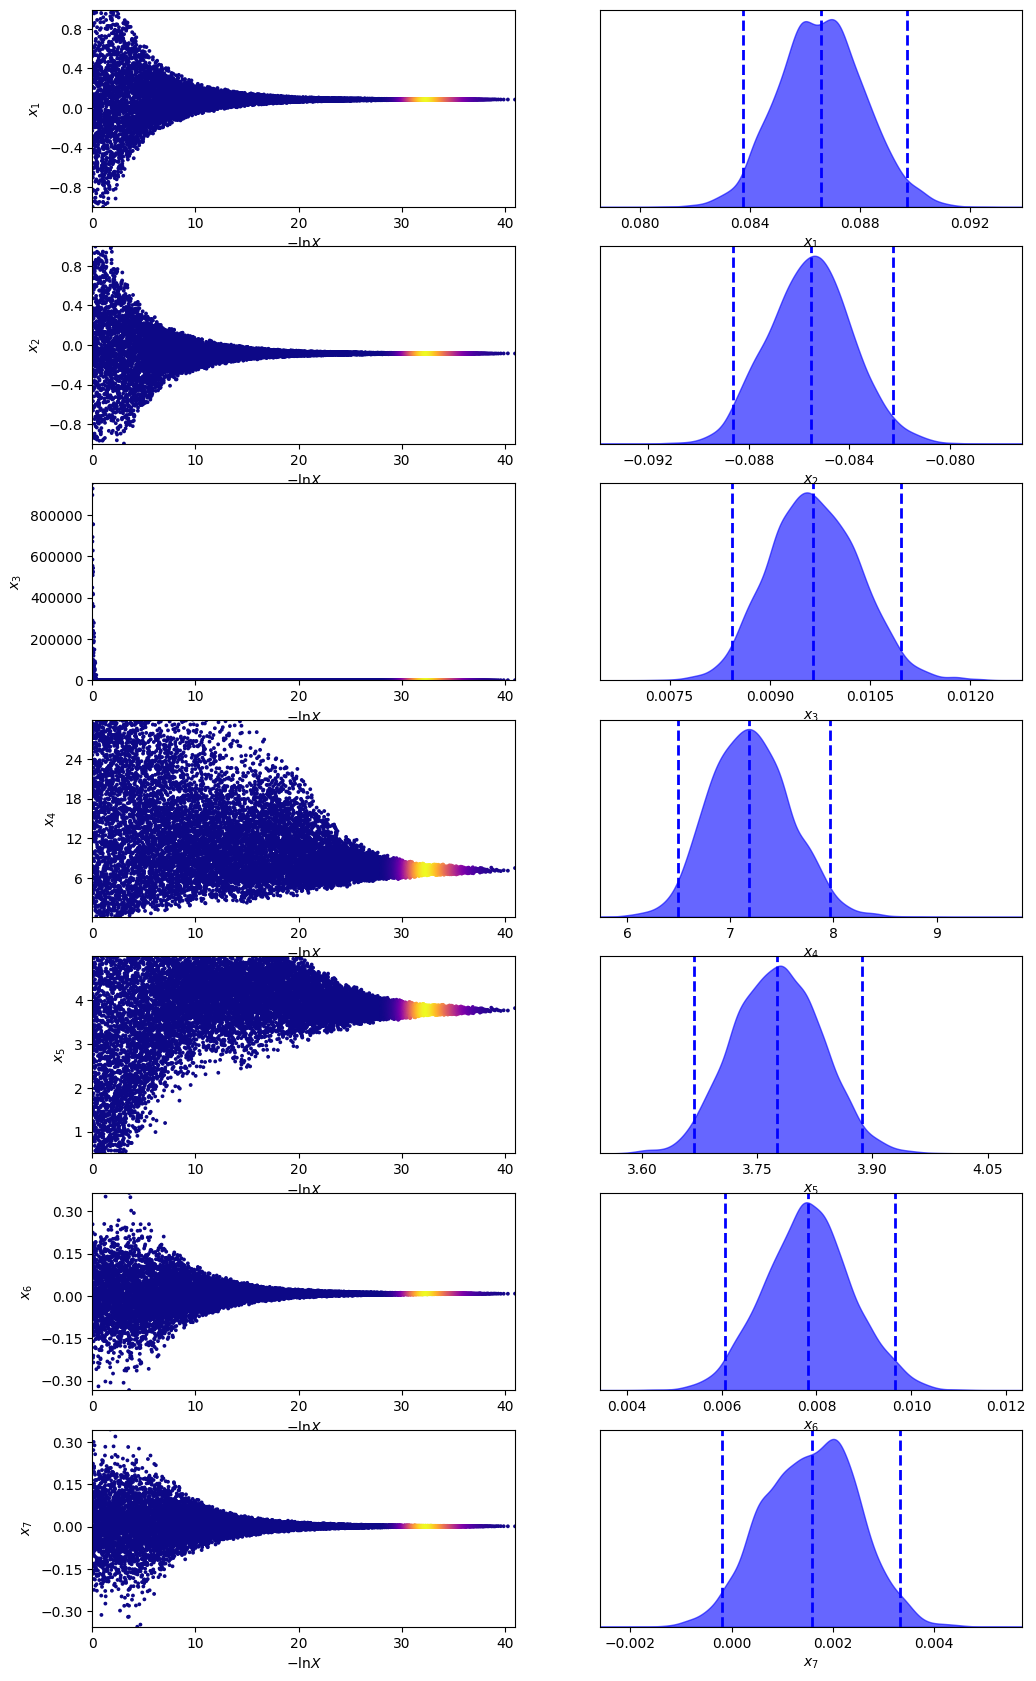 0.8
0.4
0.0
−0.4
−0.8
x₁
0 10 20 30 40
−lnX
0.080 0.084 0.088 0.092
x₁
0.8
0.4
0.0
−0.4
−0.8
x₂
0 10 20 30 40
−lnX
−0.092 −0.088 −0.084 −0.080
x₂
800000
600000
400000
200000
0
x₃
0 10 20 30 40
−lnX
0.0075 0.0090 0.0105 0.0120
x₃
24
18
12
6
x₄
0 10 20 30 40
−lnX
6 7 8 9
x₄
4
3
2
1
x₅
0 10 20 30 40
−lnX
3.60 3.75 3.90 4.05
x₅
0.30
0.15
0.00
−0.15
−0.30
x₆
0 10 20 30 40
−lnX
0.004 0.006 0.008 0.010 0.012
x₆
0.30
0.15
0.00
−0.15
−0.30
x₇
0 10 20 30 40
−lnX
−0.002 0.000 0.002 0.004
x₇